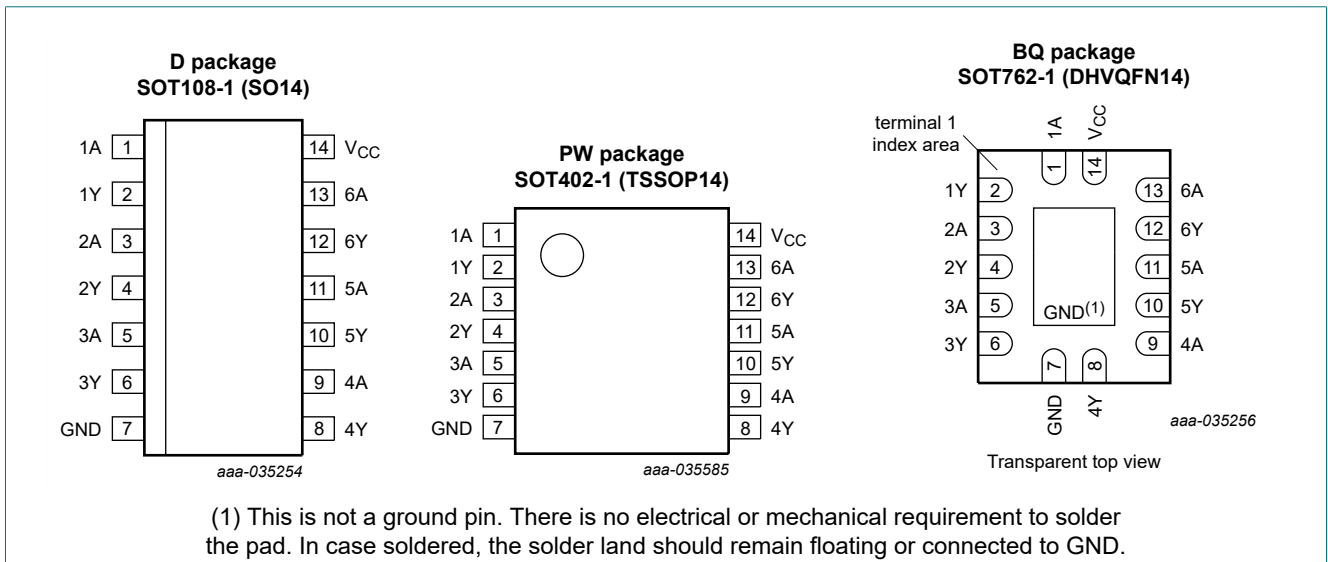 D package
SOT108-1 (SO14)
1A 1 14 VCC
1Y 2 13 6A
2A 3 12 6Y
2Y 4 11 5A
3A 5 10 5Y
3Y 6 9 4A
GND 7 8 4Y
aaa-035254
PW package
SOT402-1 (TSSOP14)
1A 1 14 VCC
1Y 2 13 6A
2A 3 12 6Y
2Y 4 11 5A
3A 5 10 5Y
3Y 6 9 4A
GND 7 8 4Y
aaa-035585
BQ package
SOT762-1 (DHVQFN14)
terminal 1
index area
1A VCC
1 14
1Y 2 13 6A
2A 3 12 6Y
2Y 4 11 5A
3A 5 10 5Y
GND(1)
3Y 6 9 4A
7 8
GND 4Y
aaa-035256
Transparent top view
(1) This is not a ground pin. There is no electrical or mechanical requirement to solder
the pad. In case soldered, the solder land should remain floating or connected to GND.